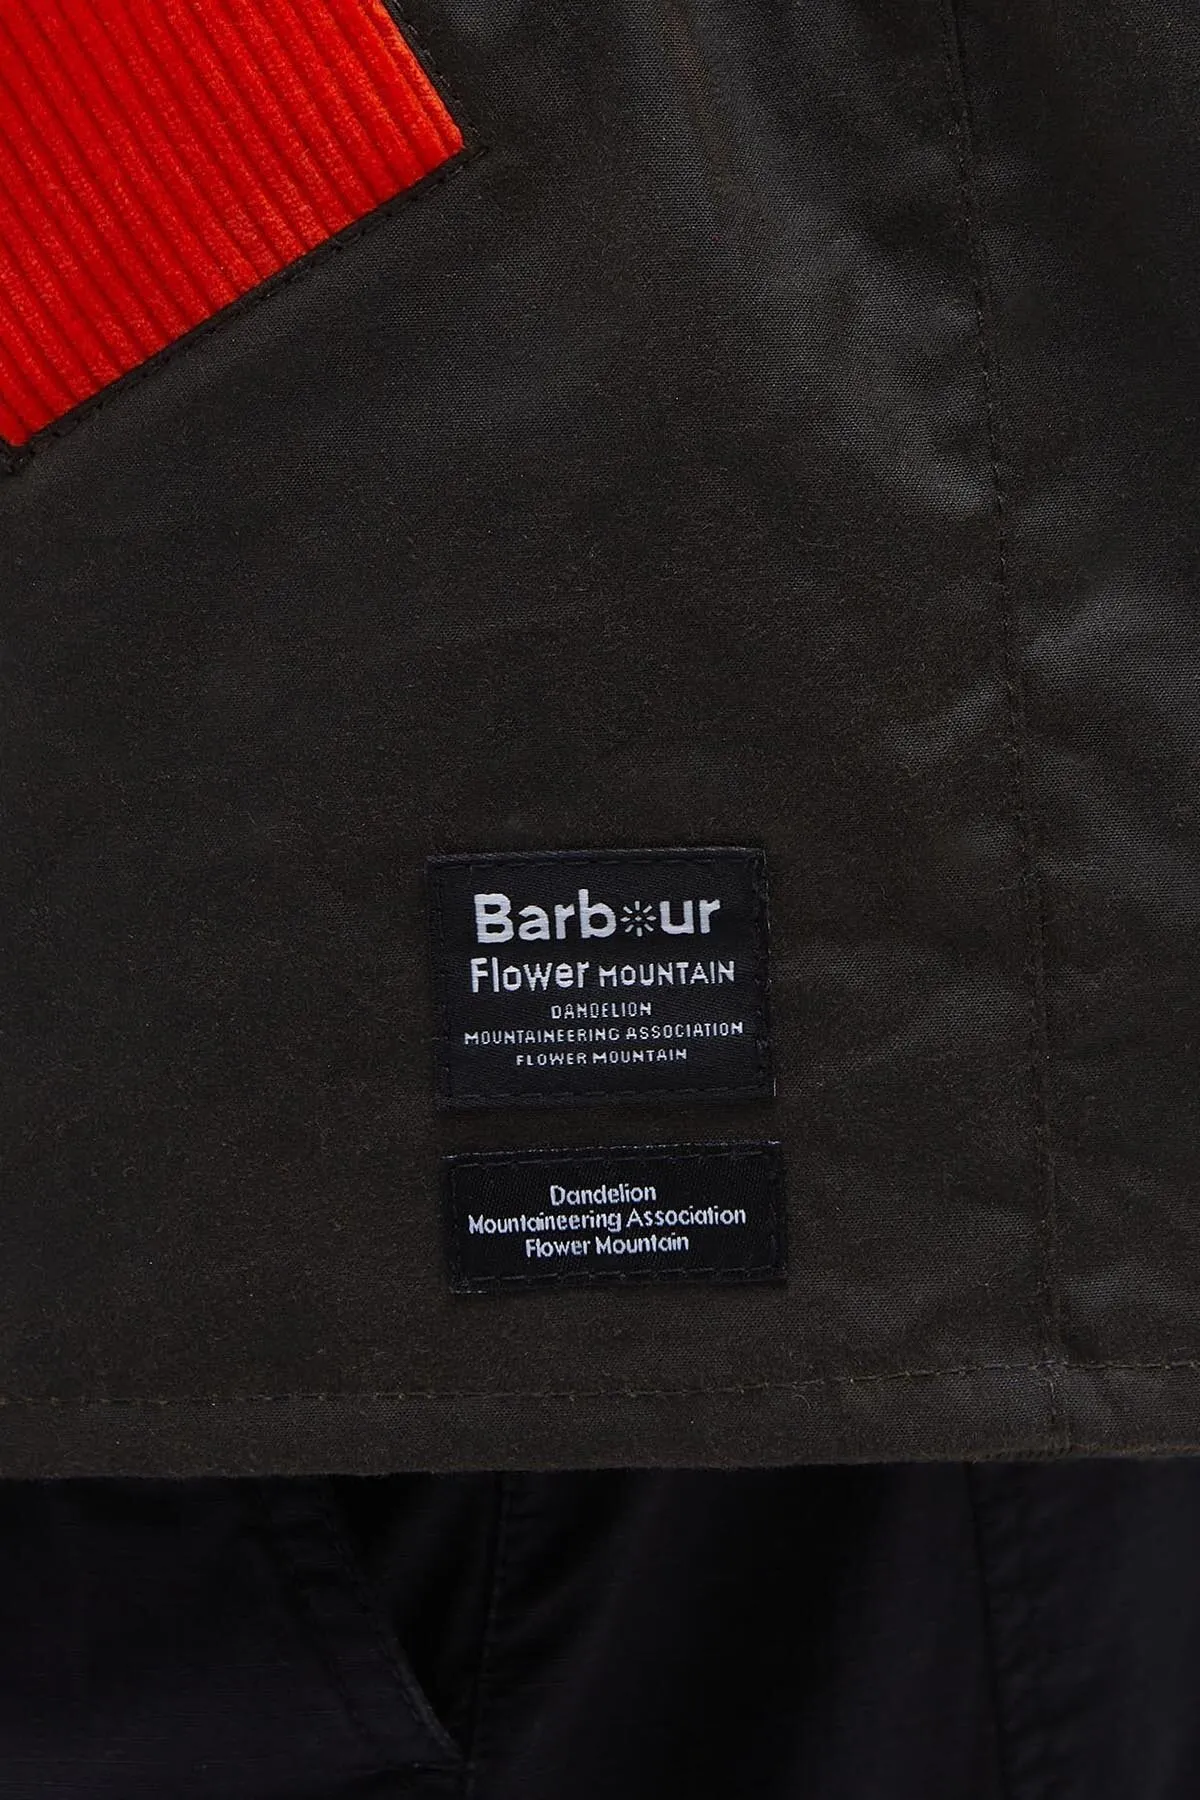 Barbour
Flower MOUNTAIN
DANDELION
MOUNTAINEERING ASSOCIATION
FLOWER MOUNTAIN
Dandelion
Mountaineering Association
Flower Mountain